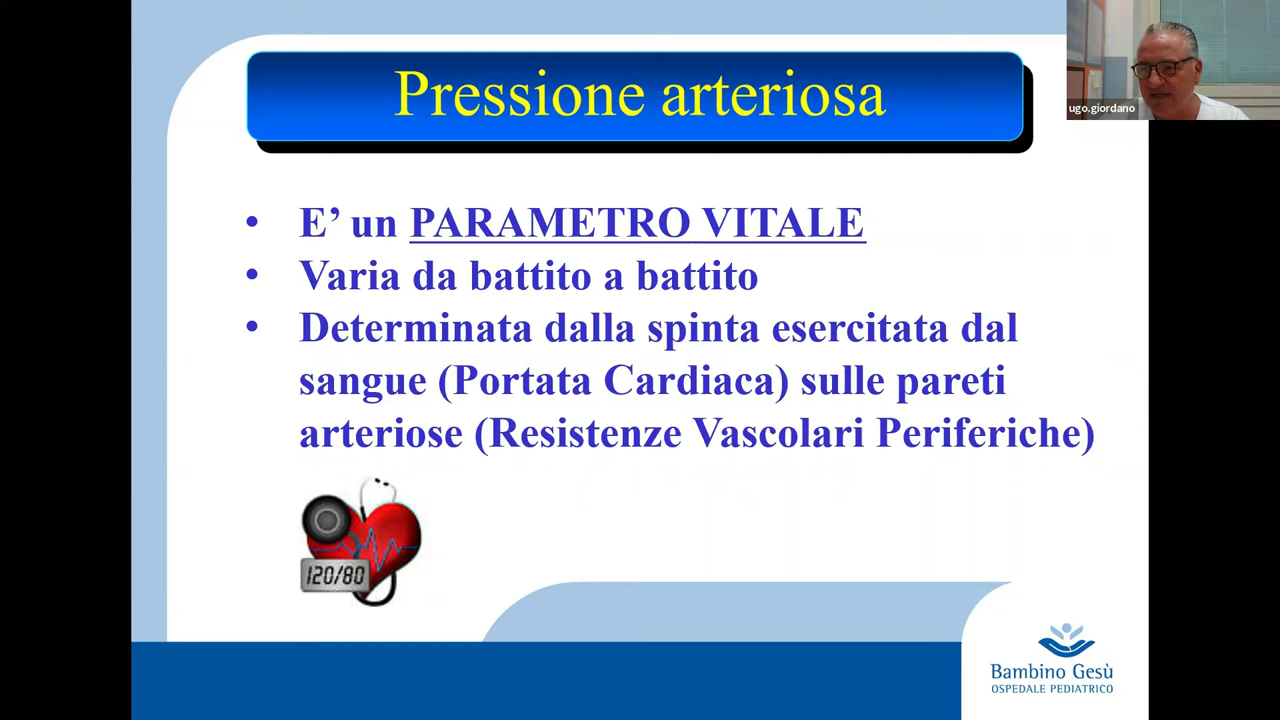 Pressione arteriosa
ugo.giordano
• E’ un PARAMETRO VITALE
• Varia da battito a battito
• Determinata dalla spinta esercitata dal
sangue (Portata Cardiaca) sulle pareti
arteriose (Resistenze Vascolari Periferiche)
120/80
Bambino Gesù
OSPEDALE PEDIATRICO